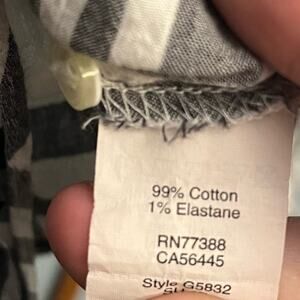 99% Cotton
1% Elastane
RN77388
CA56445
Style G5832